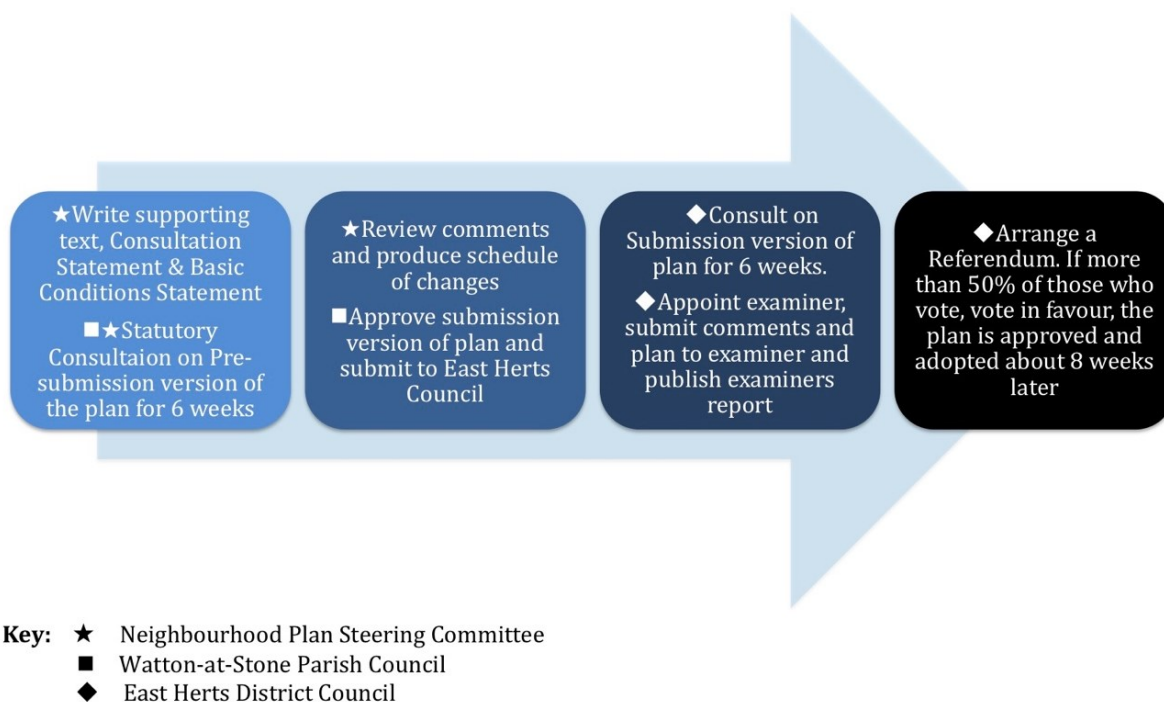 ★Write supporting
text, Consultation
Statement & Basic
Conditions Statement
■★Statutory
Consultaion on Pre-
submission version of
the plan for 6 weeks
★Review comments
and produce schedule
of changes
■Approve submission
version of plan and
submit to East Herts
Council
◆Consult on
Submission version of
plan for 6 weeks.
◆Appoint examiner,
submit comments and
plan to examiner and
publish examiners
report
◆Arrange a
Referendum. If more
than 50% of those who
vote, vote in favour, the
plan is approved and
adopted about 8 weeks
later
Key: ★ Neighbourhood Plan Steering Committee
■ Watton-at-Stone Parish Council
◆ East Herts District Council